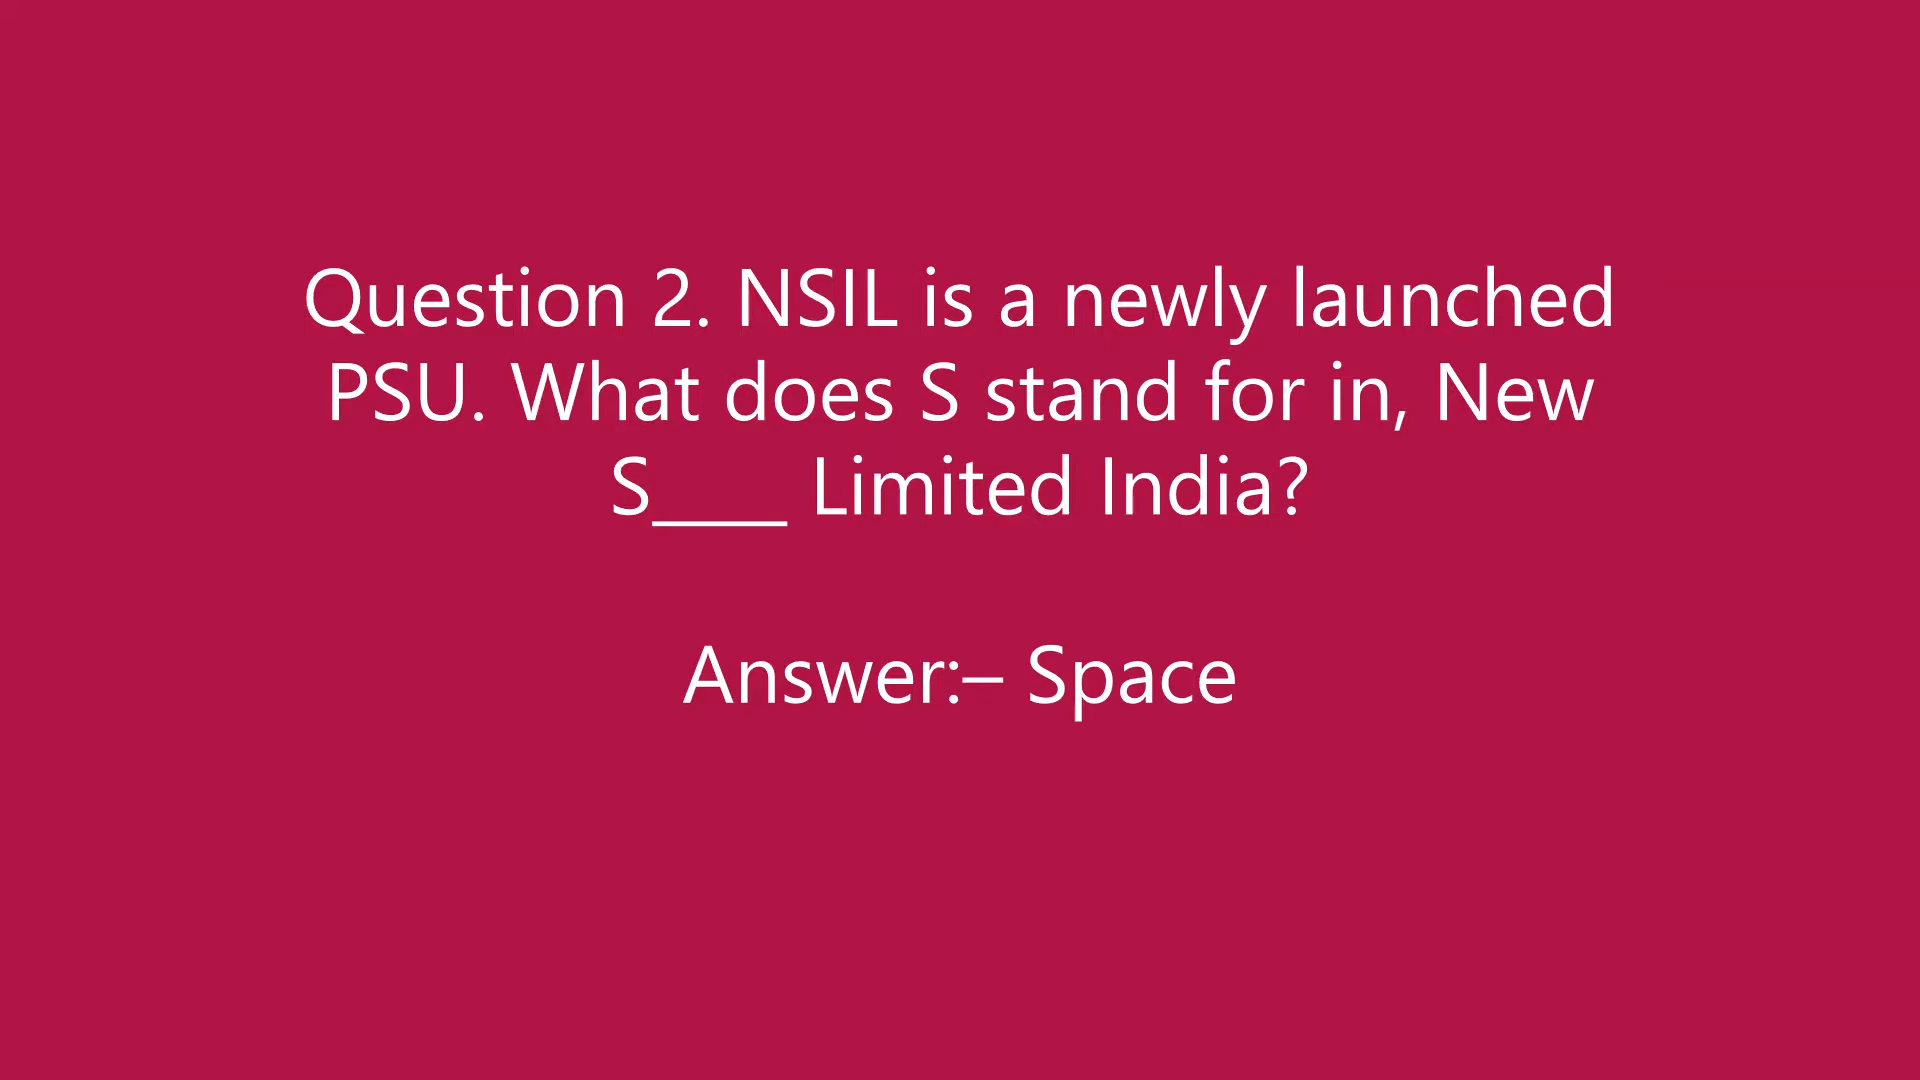 Question 2. NSIL is a newly launched
PSU. What does S stand for in, New
S____ Limited India?
Answer:– Space